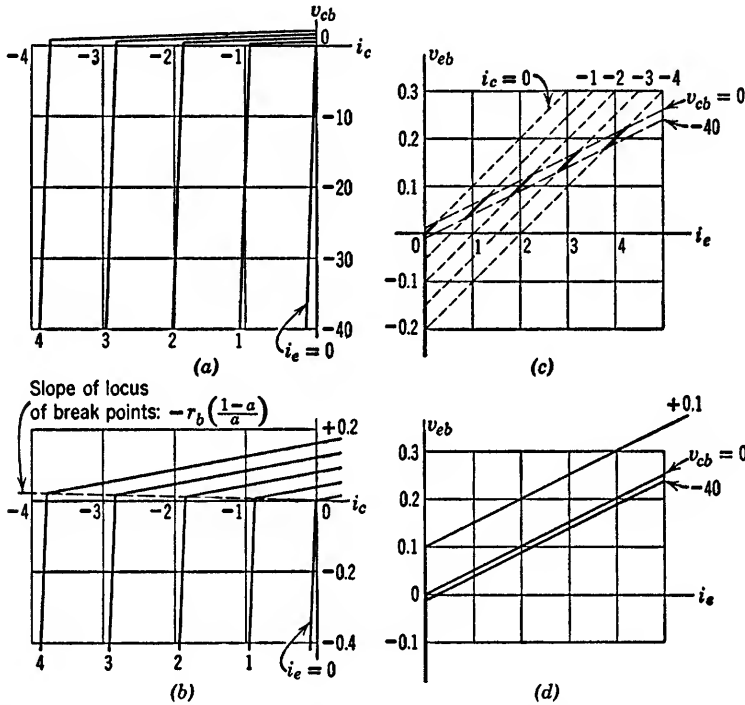 v_cb
0
i_c
-4
-3
-2
-1
-10
-20
-30
-40
4
3
2
1
i_e = 0
(a)
v_eb
i_c = 0
-1 -2 -3 -4
v_cb = 0
-40
0.3
0.2
0.1
0
1
2
3
4
i_e
-0.1
-0.2
(c)
Slope of locus
of break points: -r_b (1-a/a)
+0.2
i_c
-4
-3
-2
-1
0
-0.2
-0.4
4
3
2
1
i_e = 0
(b)
v_eb
+0.1
v_cb = 0
-40
0.3
0.2
0.1
0
i_e
-0.1
(d)